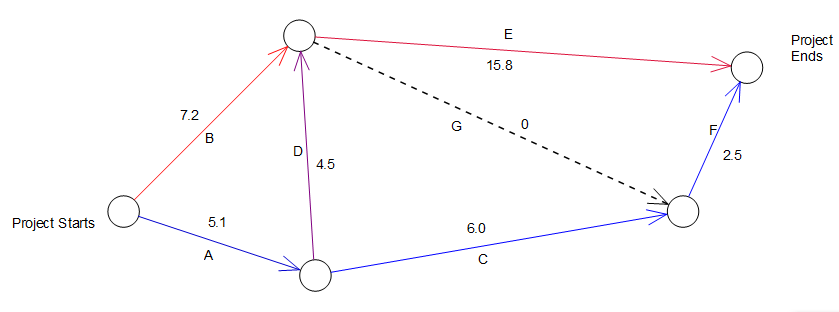 E
Project
Ends
15.8
7.2
B
G
0
D
4.5
F
2.5
Project Starts
5.1
A
6.0
C